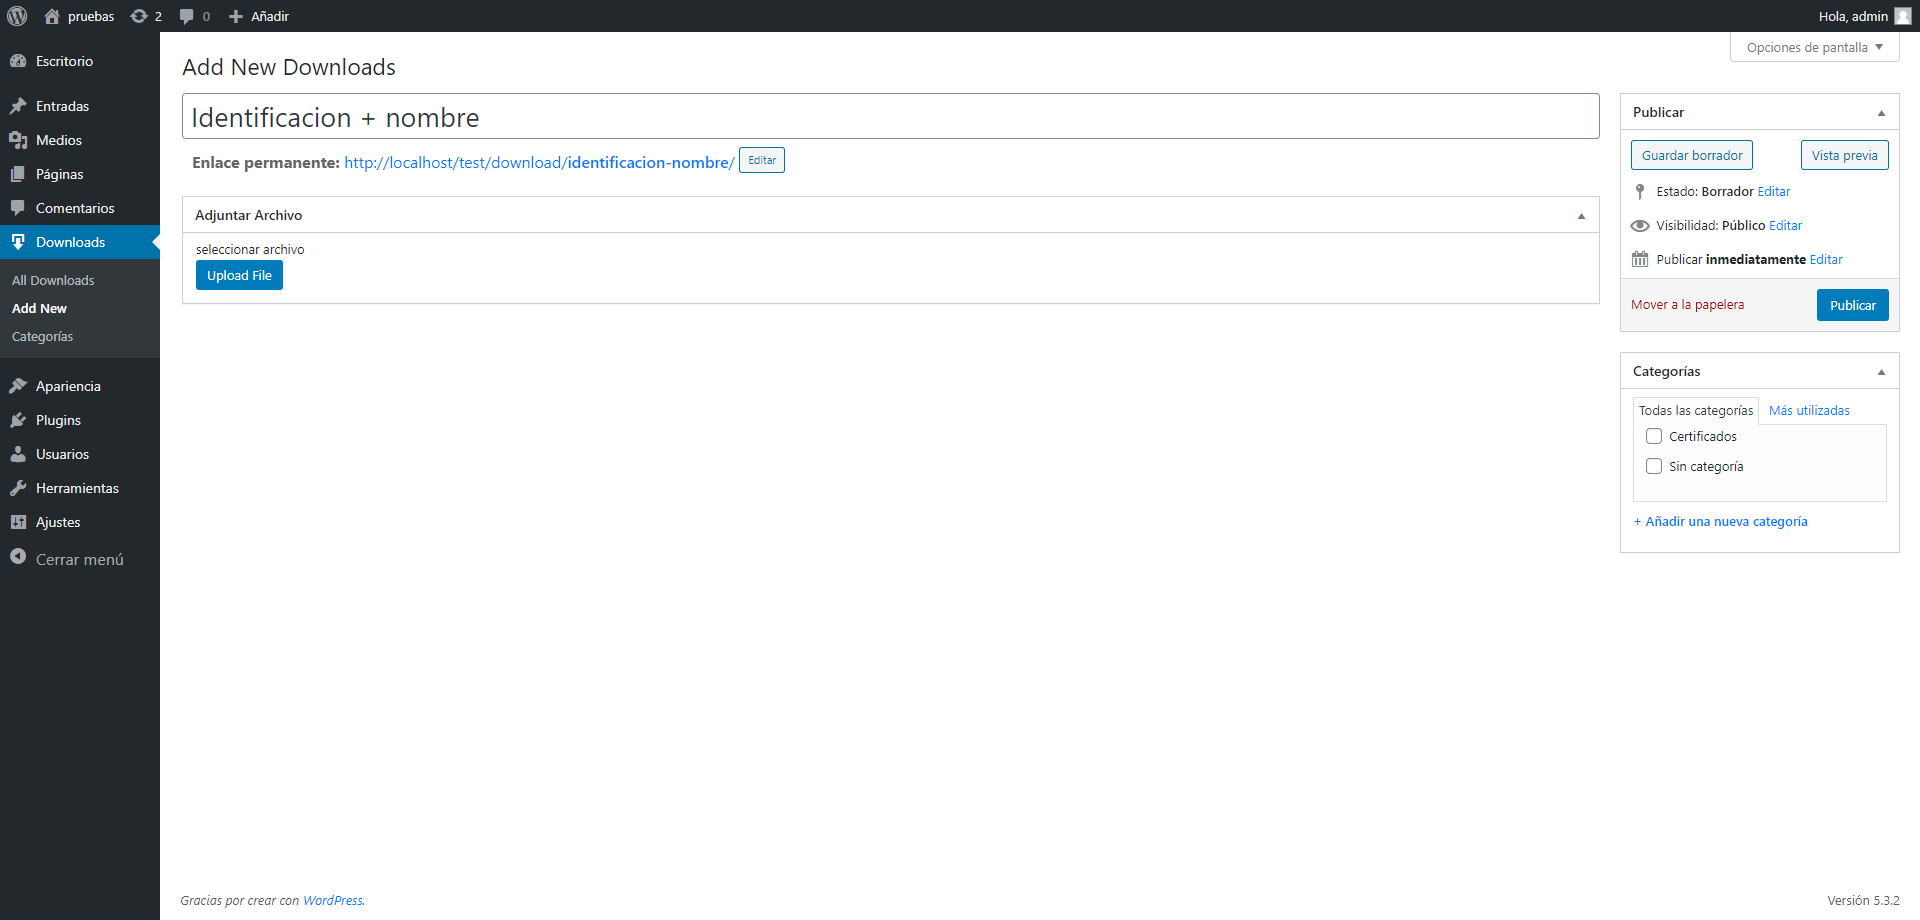 pruebas 2 0 Añadir Hola, admin
Opciones de pantalla
Escritorio
Entradas
Medios
Páginas
Comentarios
Downloads
All Downloads
Add New
Categorías
Apariencia
Plugins
Usuarios
Herramientas
Ajustes
Cerrar menú
Add New Downloads
Identificacion + nombre
Enlace permanente: http://localhost/test/download/identificacion-nombre/ Editar
Adjuntar Archivo
seleccionar archivo
Upload File
Publicar
Guardar borrador Vista previa
Estado: Borrador Editar
Visibilidad: Público Editar
Publicar inmediatamente Editar
Mover a la papelera Publicar
Categorías
Todas las categorías Más utilizadas
Certificados
Sin categoría
+ Añadir una nueva categoría
Gracias por crear con WordPress. Versión 5.3.2